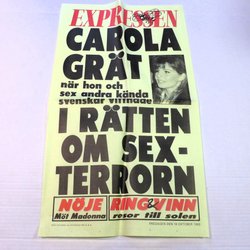 EXPRESSEN
CAROLA
GRÄT
när hon och
sex andra kända
svenskar vittnade
I RÄTTEN
OM SEX-
TERRORN
NÖJE
Möt Madonna
RING & VINN
resor till solen